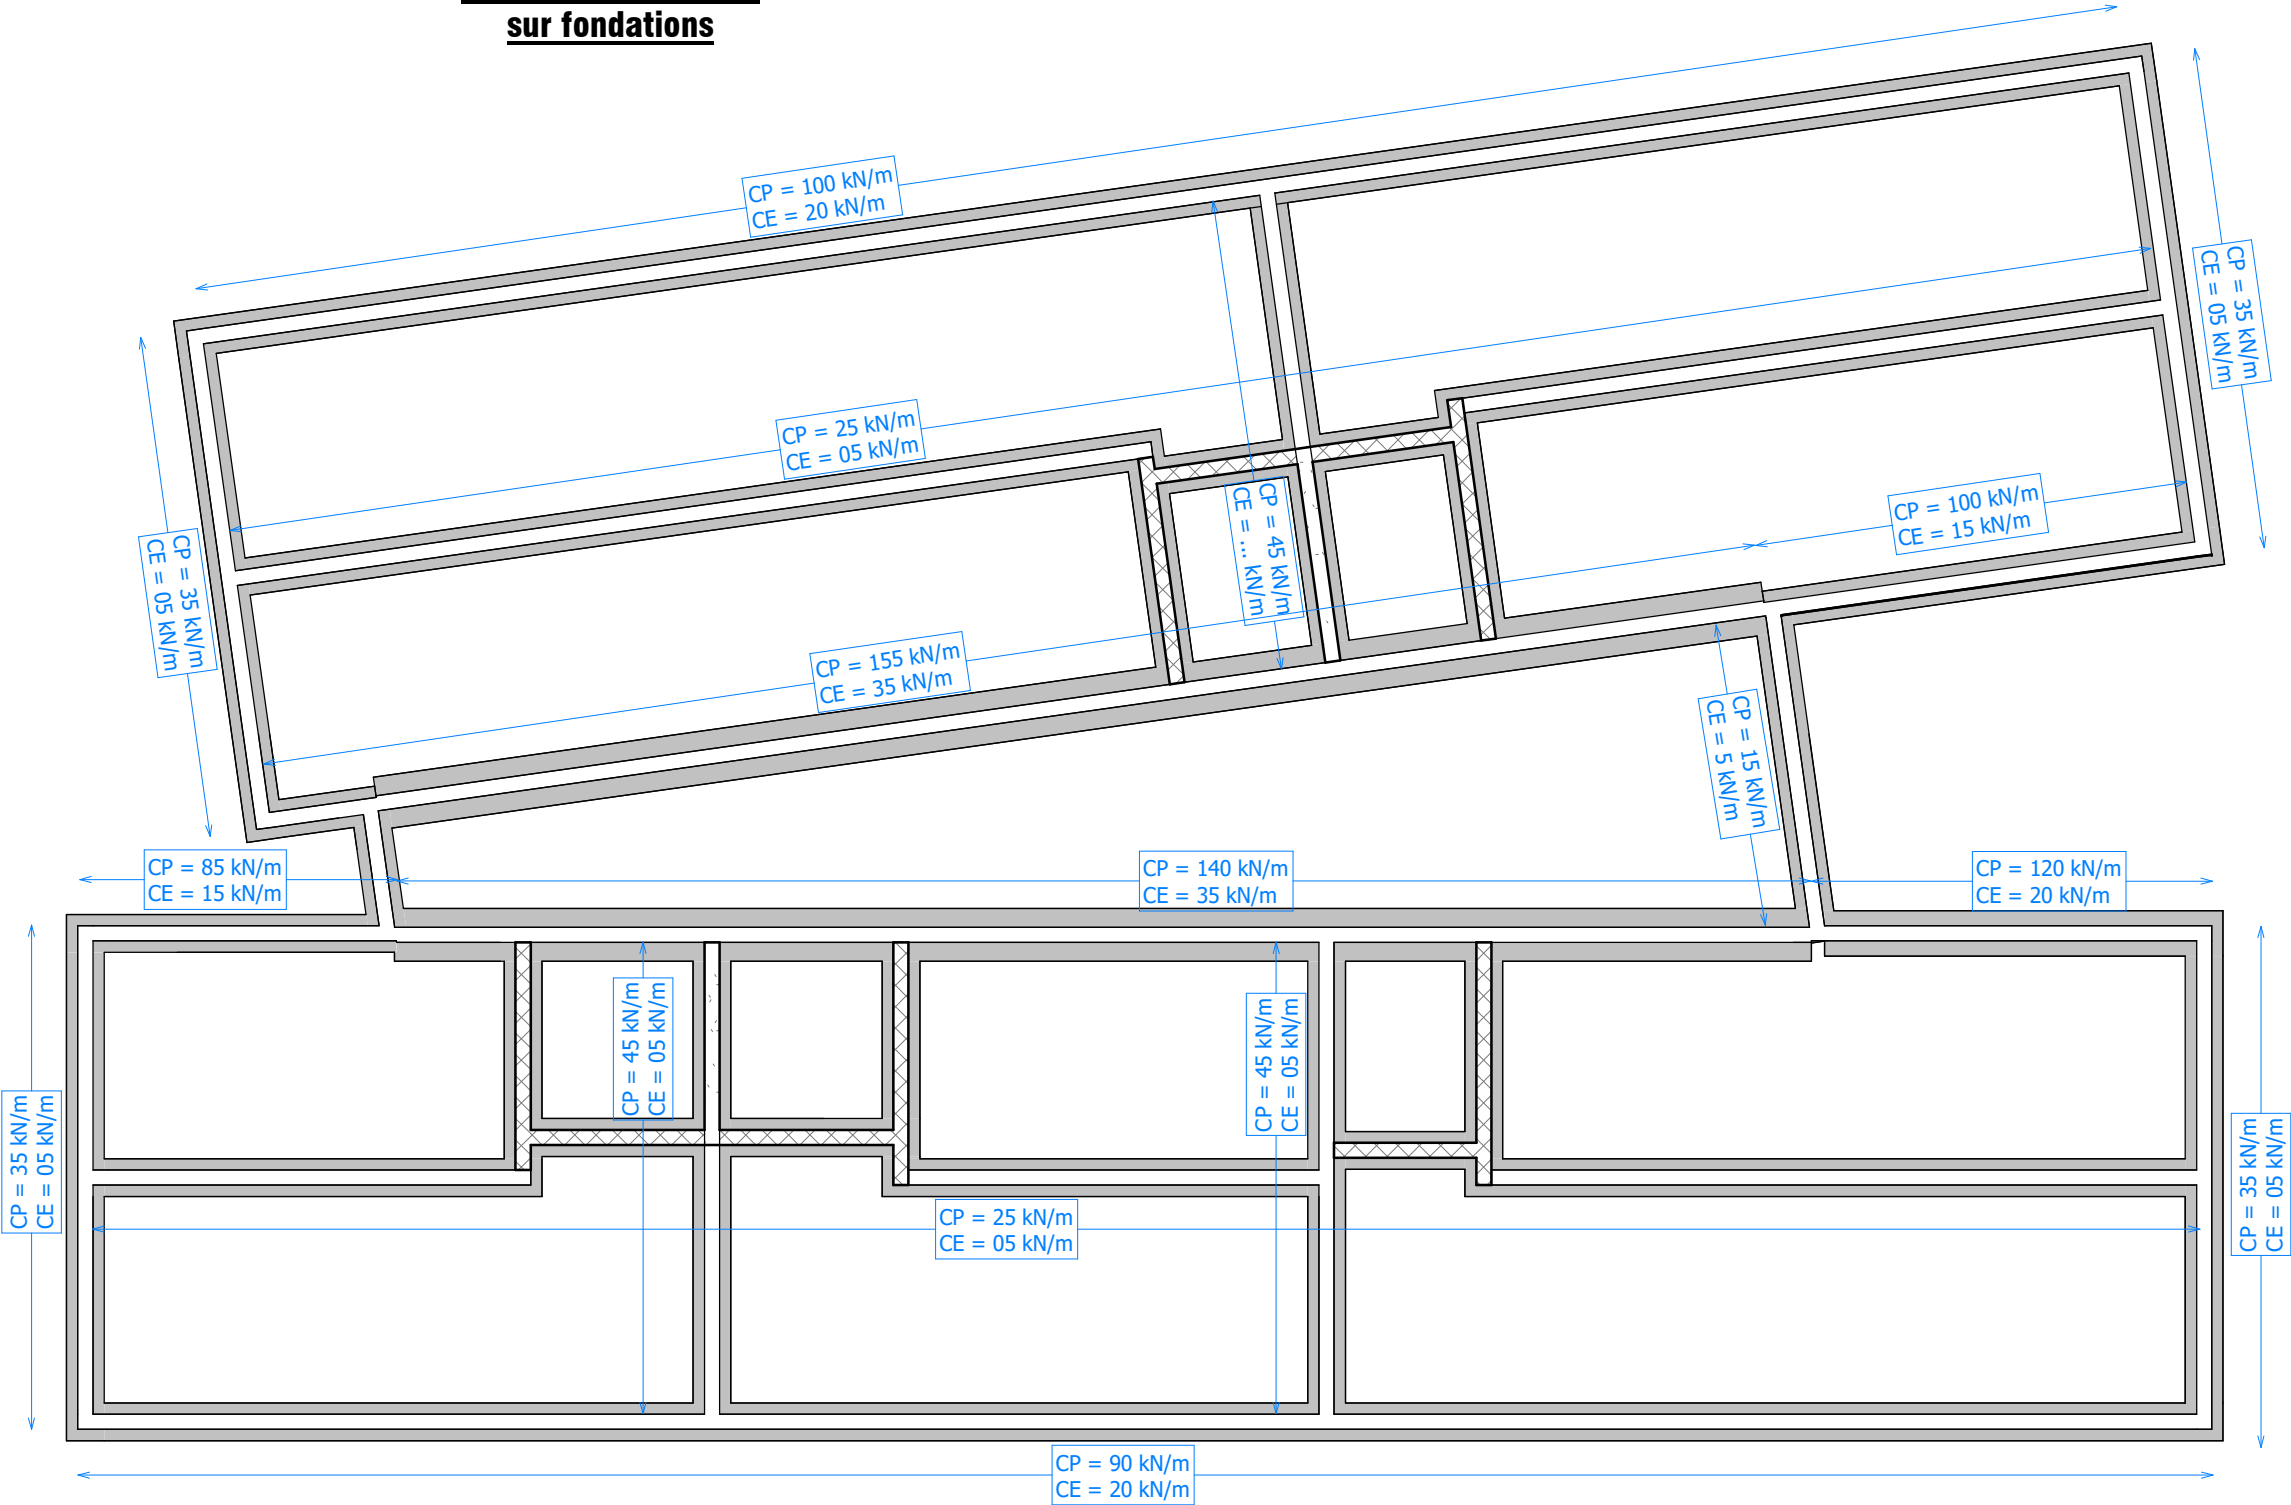 sur fondations
CP = 100 kN/m
CE = 20 kN/m
CP = 35 kN/m
CE = 05 kN/m
CP = 25 kN/m
CE = 05 kN/m
CP = 45 kN/m
CE = ... kN/m
CP = 100 kN/m
CE = 15 kN/m
CP = 35 kN/m
CE = 05 kN/m
CP = 155 kN/m
CE = 35 kN/m
CP = 15 kN/m
CE = 5 kN/m
CP = 85 kN/m
CE = 15 kN/m
CP = 140 kN/m
CE = 35 kN/m
CP = 120 kN/m
CE = 20 kN/m
CP = 45 kN/m
CE = 05 kN/m
CP = 45 kN/m
CE = 05 kN/m
CP = 35 kN/m
CE = 05 kN/m
CP = 35 kN/m
CE = 05 kN/m
CP = 25 kN/m
CE = 05 kN/m
CP = 90 kN/m
CE = 20 kN/m